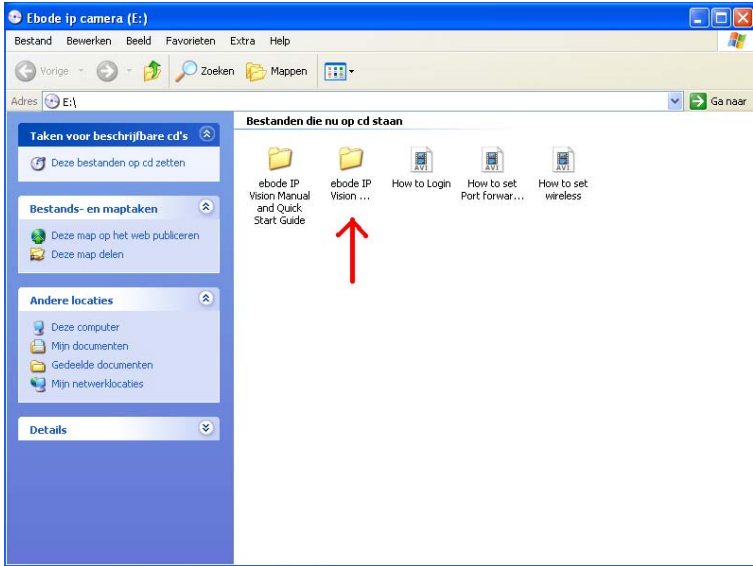 Ebode ip camera (E:)
Bestand Bewerken Beeld Favorieten Extra Help
Vorige Zoeken Mappen
Adres E:\ Ga naar
Taken voor beschrijfbare cd's
Deze bestanden op cd zetten
Bestands- en maptaken
Deze map op het web publiceren
Deze map delen
Andere locaties
Deze computer
Mijn documenten
Gedeelde documenten
Mijn netwerklocaties
Details
Bestanden die nu op cd staan
ebode IP
Vision Manual
and Quick
Start Guide
ebode IP
Vision ...
AVI
How to Login
AVI
How to set
Port forwar...
AVI
How to set
wireless